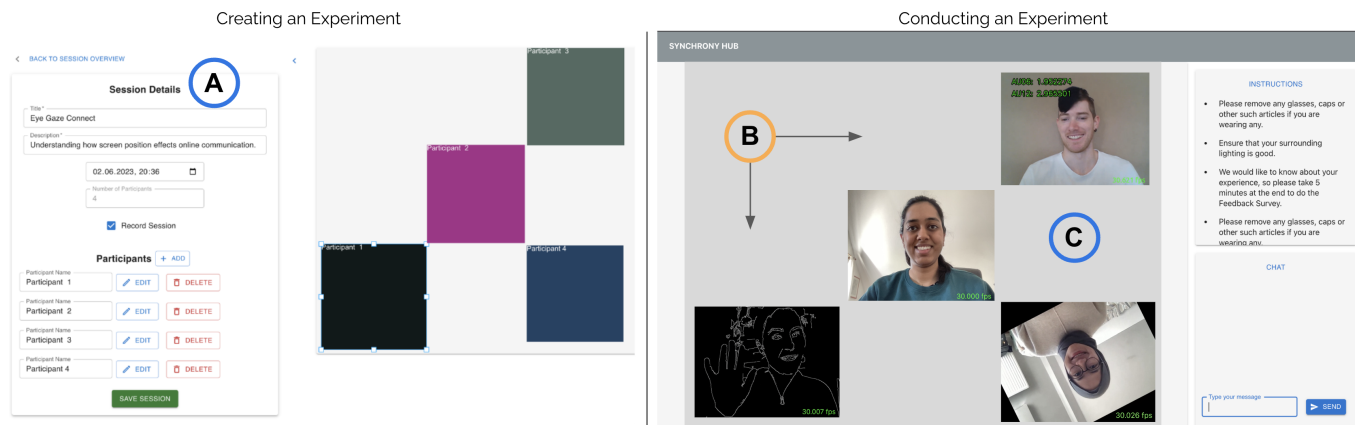 Creating an Experiment
BACK TO SESSION OVERVIEW
Session Details
A
Title *
Eye Gaze Connect
Description *
Understanding how screen position effects online communication.
02.06.2023, 20:36
Number of Participants
4
Record Session
Participants
+ ADD
Participant Name
Participant 1
EDIT
DELETE
Participant Name
Participant 2
EDIT
DELETE
Participant Name
Participant 3
EDIT
DELETE
Participant Name
Participant 4
EDIT
DELETE
SAVE SESSION
Participant 3
Participant 2
Participant 1
Participant 4
Conducting an Experiment
SYNCHRONY HUB
B
C
30.000 fps
30.007 fps
30.026 fps
INSTRUCTIONS
• Please remove any glasses, caps or
other such articles if you are
wearing any.
• Ensure that your surrounding
lighting is good.
• We would like to know about your
experience, so please take 5
minutes at the end to do the
Feedback Survey.
• Please remove any glasses, caps or
other such articles if you are
wearing any.
CHAT
Type your message
SEND